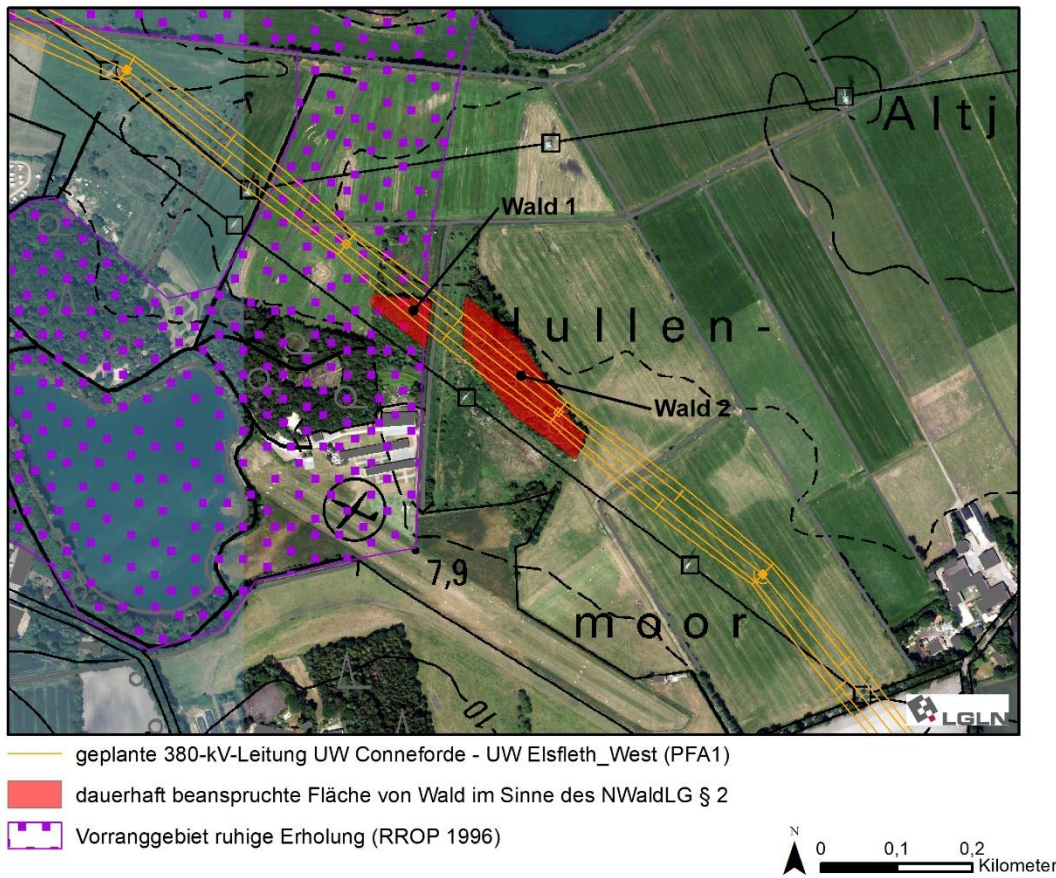 Altj
Wald 1
Hullen-
Wald 2
7,9
moor
10
LGLN
geplante 380-kV-Leitung UW Conneforde - UW Elsfleth_West (PFA1)
dauerhaft beanspruchte Fläche von Wald im Sinne des NWaldLG § 2
Vorranggebiet ruhige Erholung (RROP 1996)
N
0 0,1 0,2
Kilometer